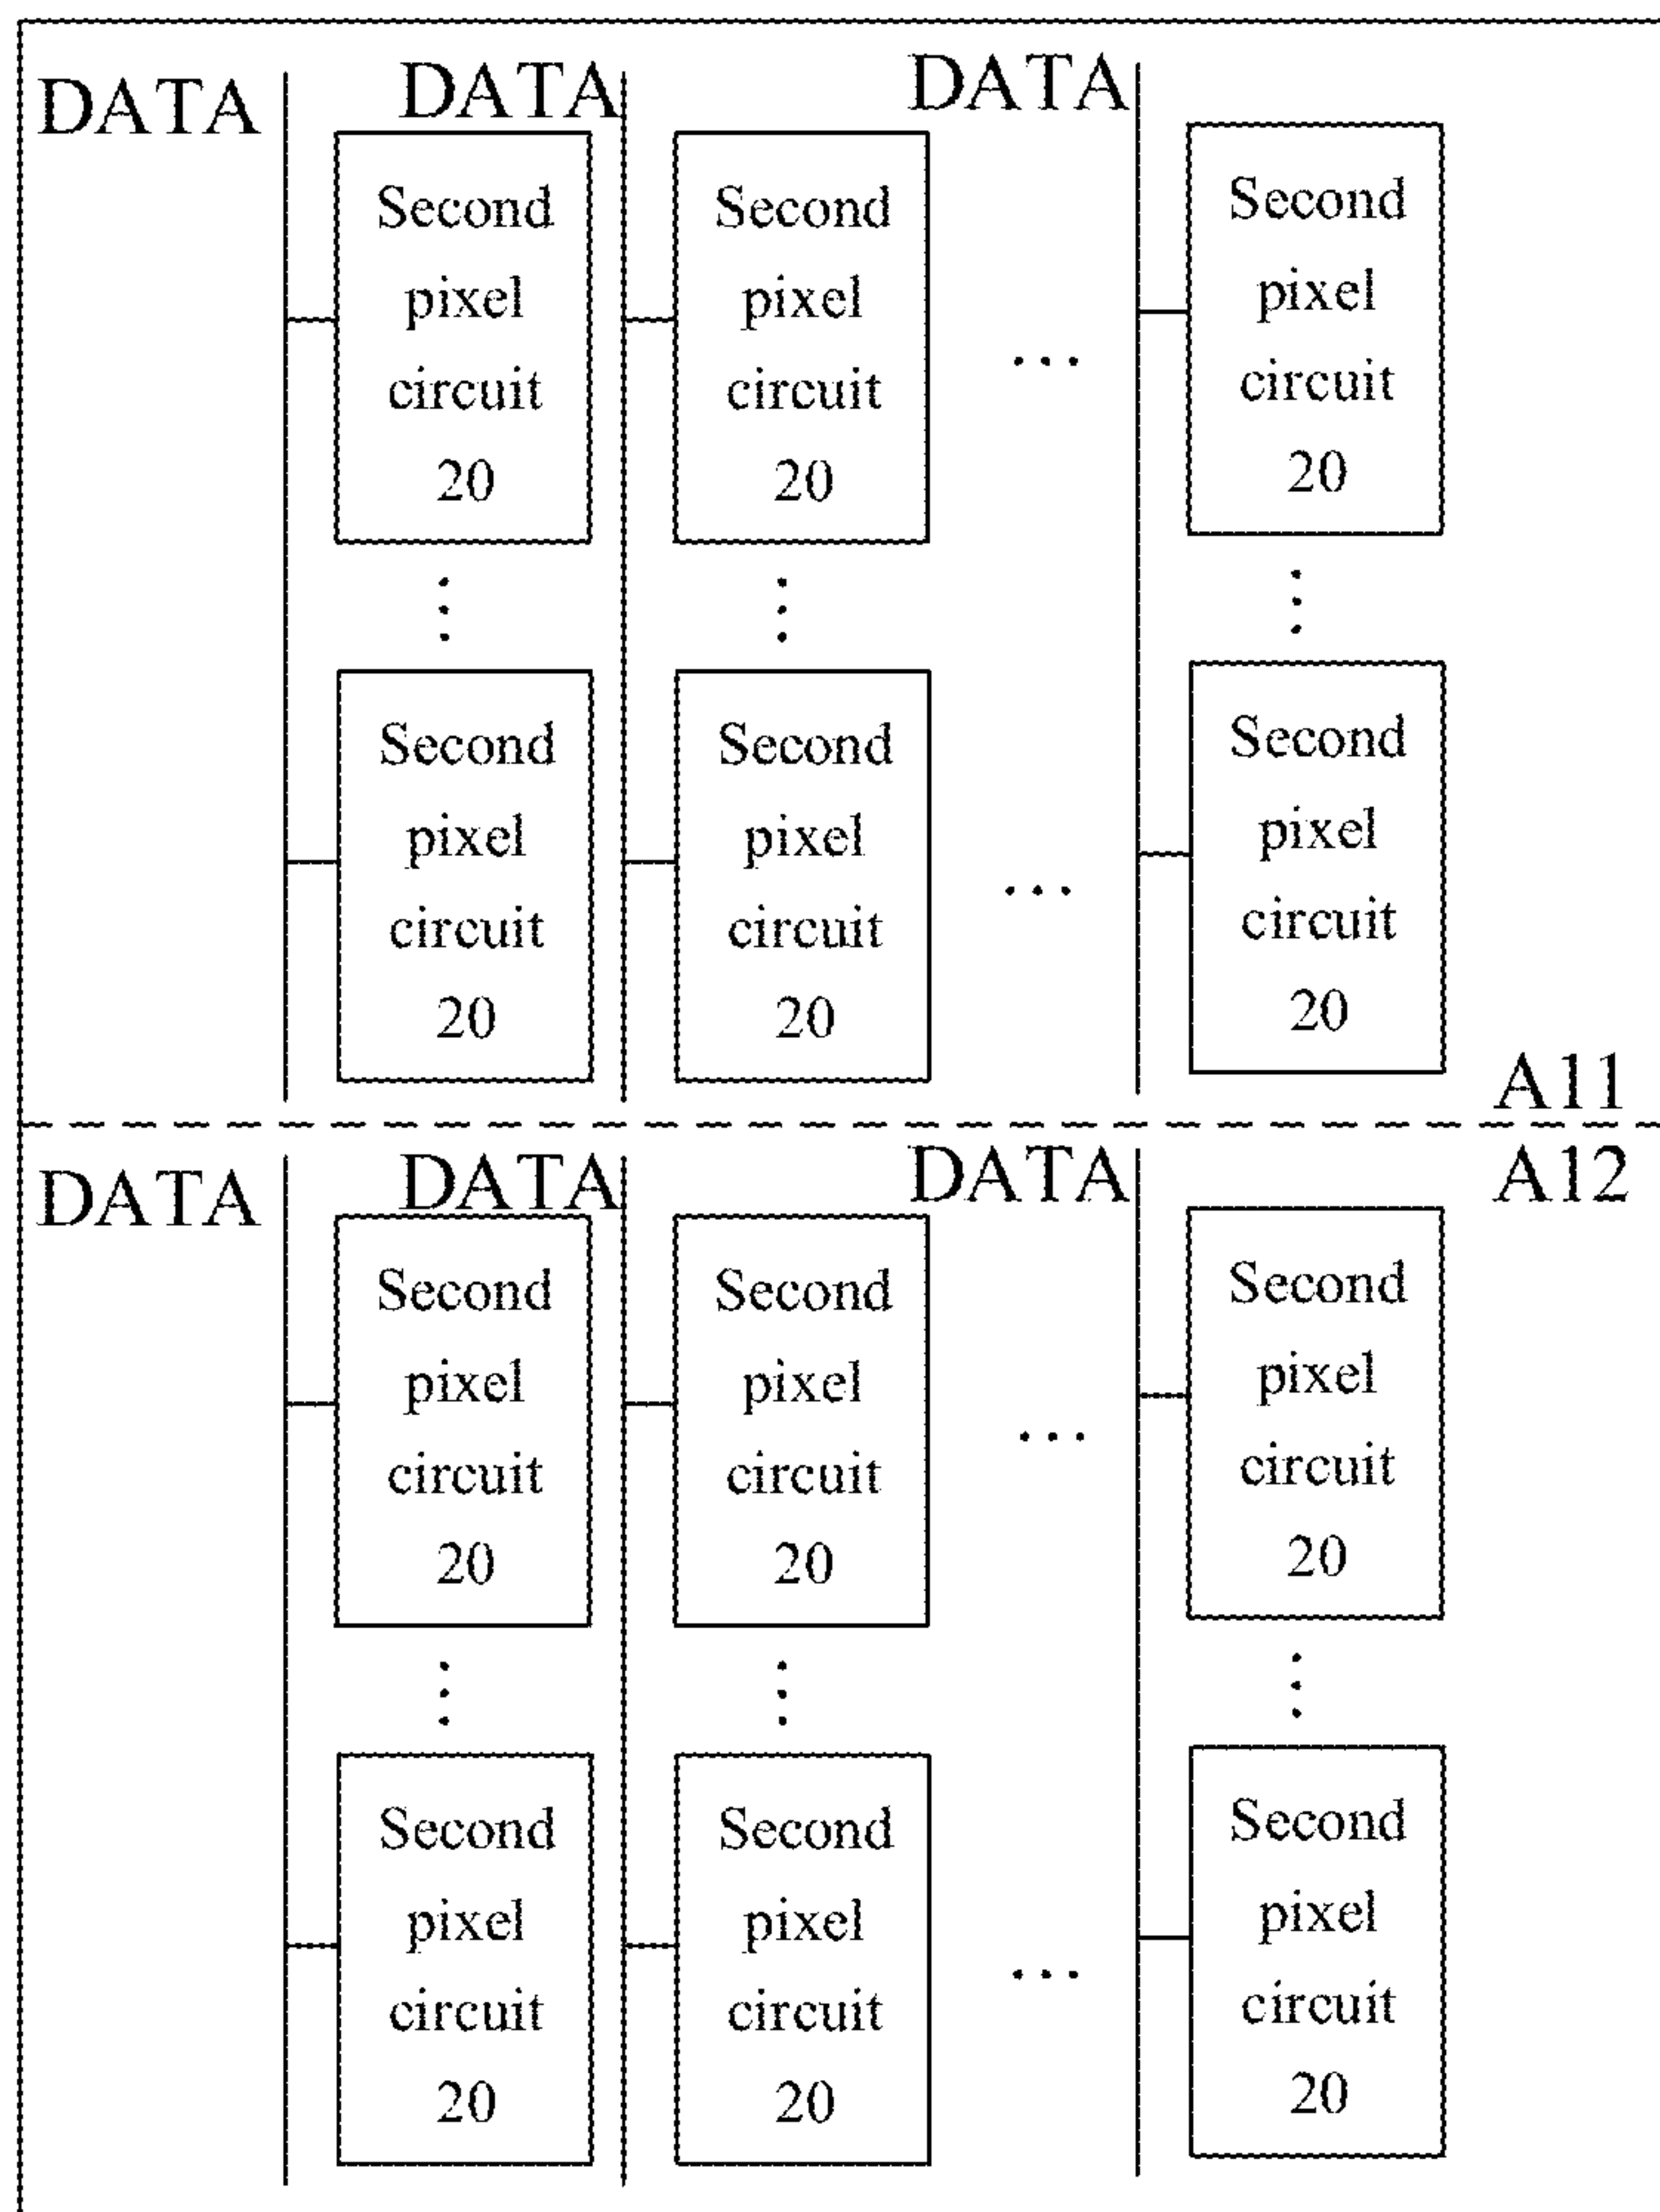 DATA
DATA
DATA
Second
pixel
circuit
20
Second
pixel
circuit
20
...
Second
pixel
circuit
20
Second
pixel
circuit
20
Second
pixel
circuit
20
...
Second
pixel
circuit
20
A11
A12
DATA
DATA
DATA
Second
pixel
circuit
20
Second
pixel
circuit
20
...
Second
pixel
circuit
20
Second
pixel
circuit
20
Second
pixel
circuit
20
...
Second
pixel
circuit
20